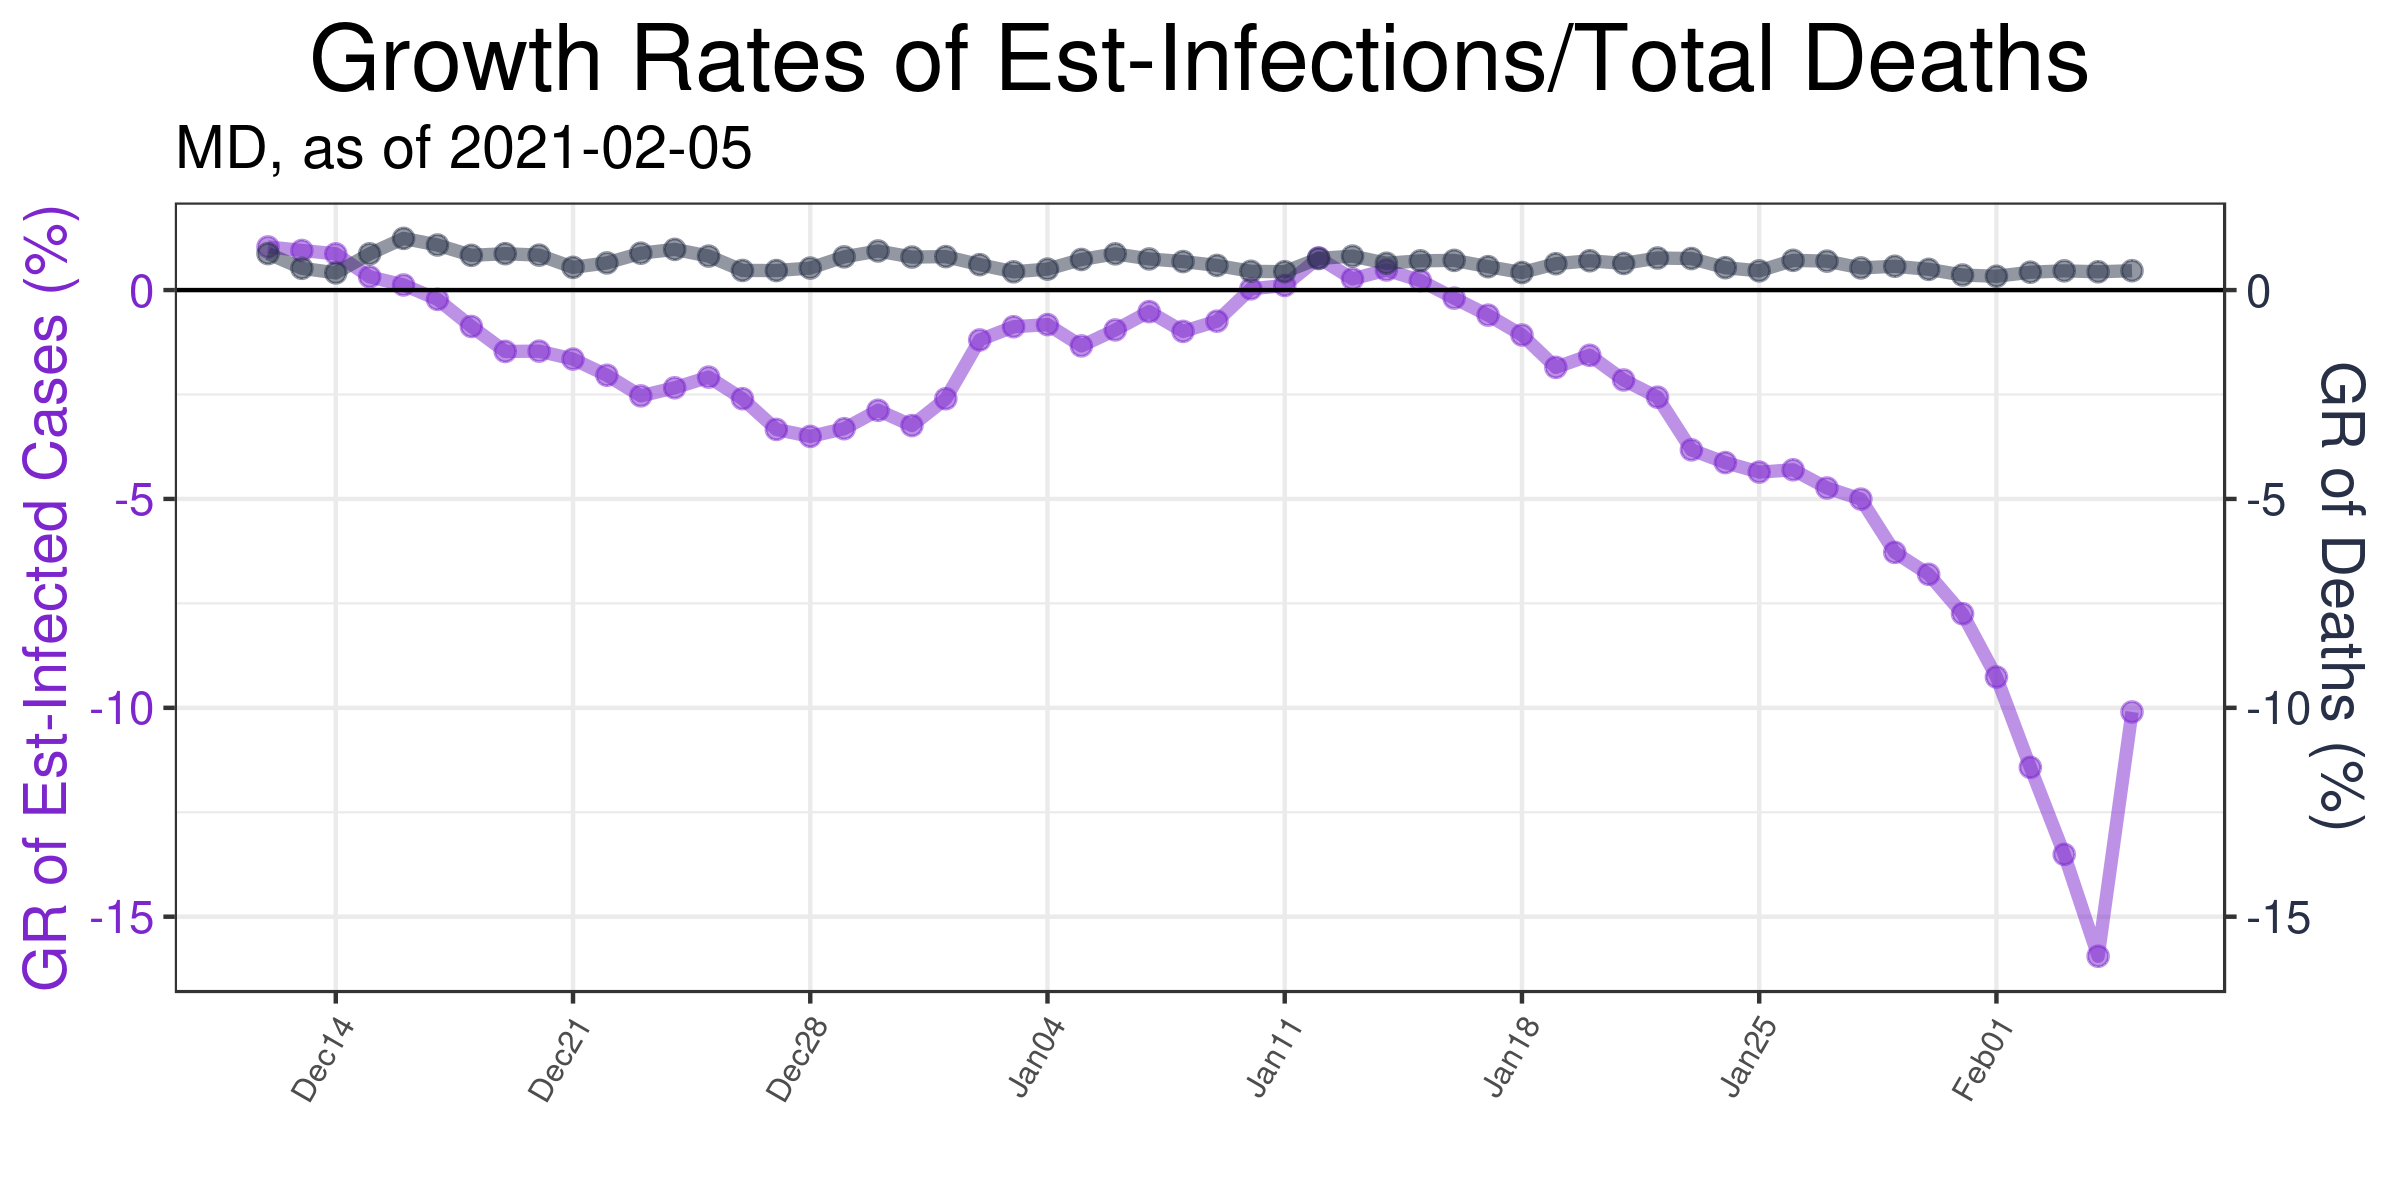 Growth Rates of Est-Infections/Total Deaths
MD, as of 2021-02-05
GR of Est-Infected Cases (%)
0
-5
-10
-15
0
-5
-10
-15
GR of Deaths (%)
Dec14
Dec21
Dec28
Jan04
Jan11
Jan18
Jan25
Feb01